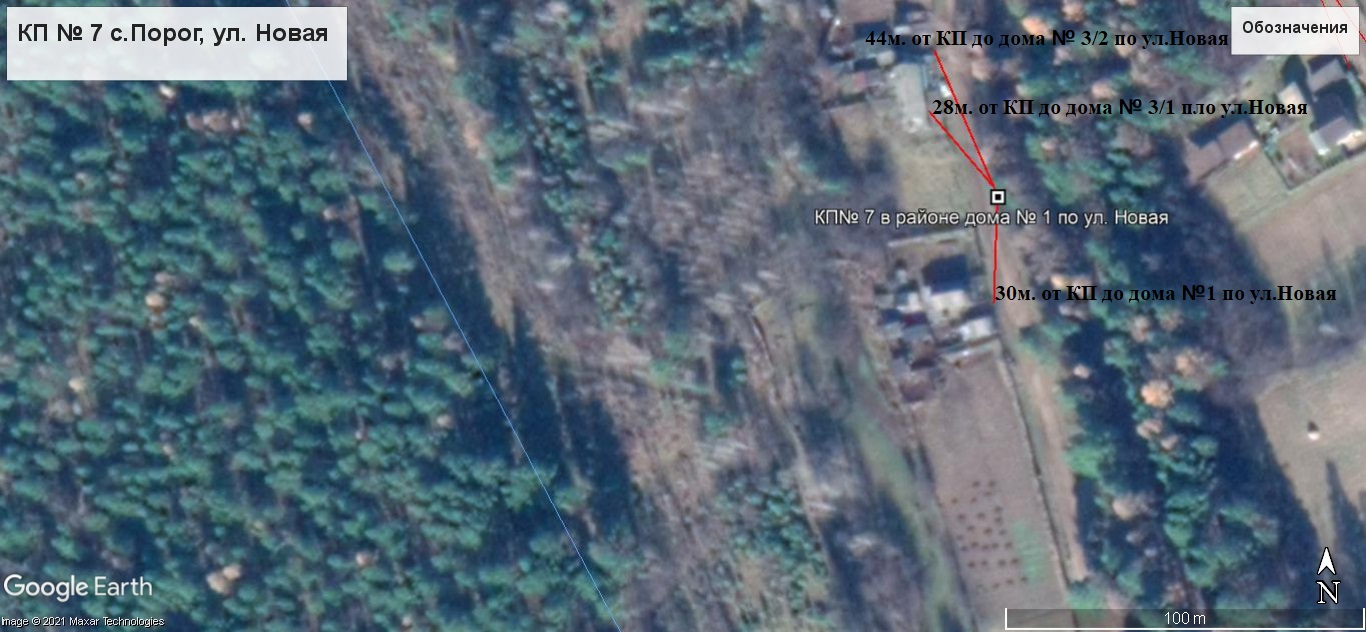 КП № 7 с.Порог, ул. Новая
Обозначения
44м. от КП до дома № 3/2 по ул.Новая
28м. от КП до дома № 3/1 пло ул.Новая
КП№ 7 в районе дома № 1 по ул. Новая
30м. от КП до дома №1 по ул.Новая
Google Earth
Image © 2021 Maxar Technologies
N
100 m